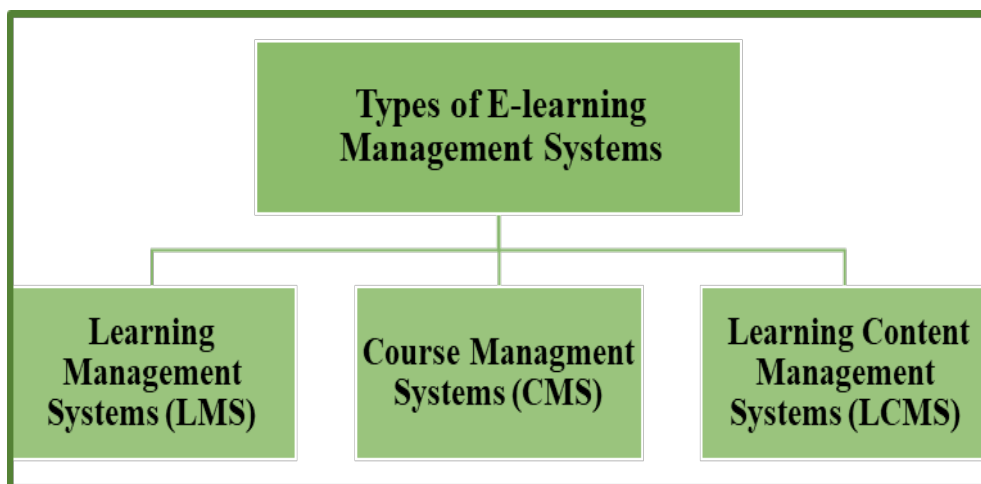 Types of E-learning
Management Systems
Learning
Management
Systems (LMS)
Course Managment
Systems (CMS)
Learning Content
Management
Systems (LCMS)